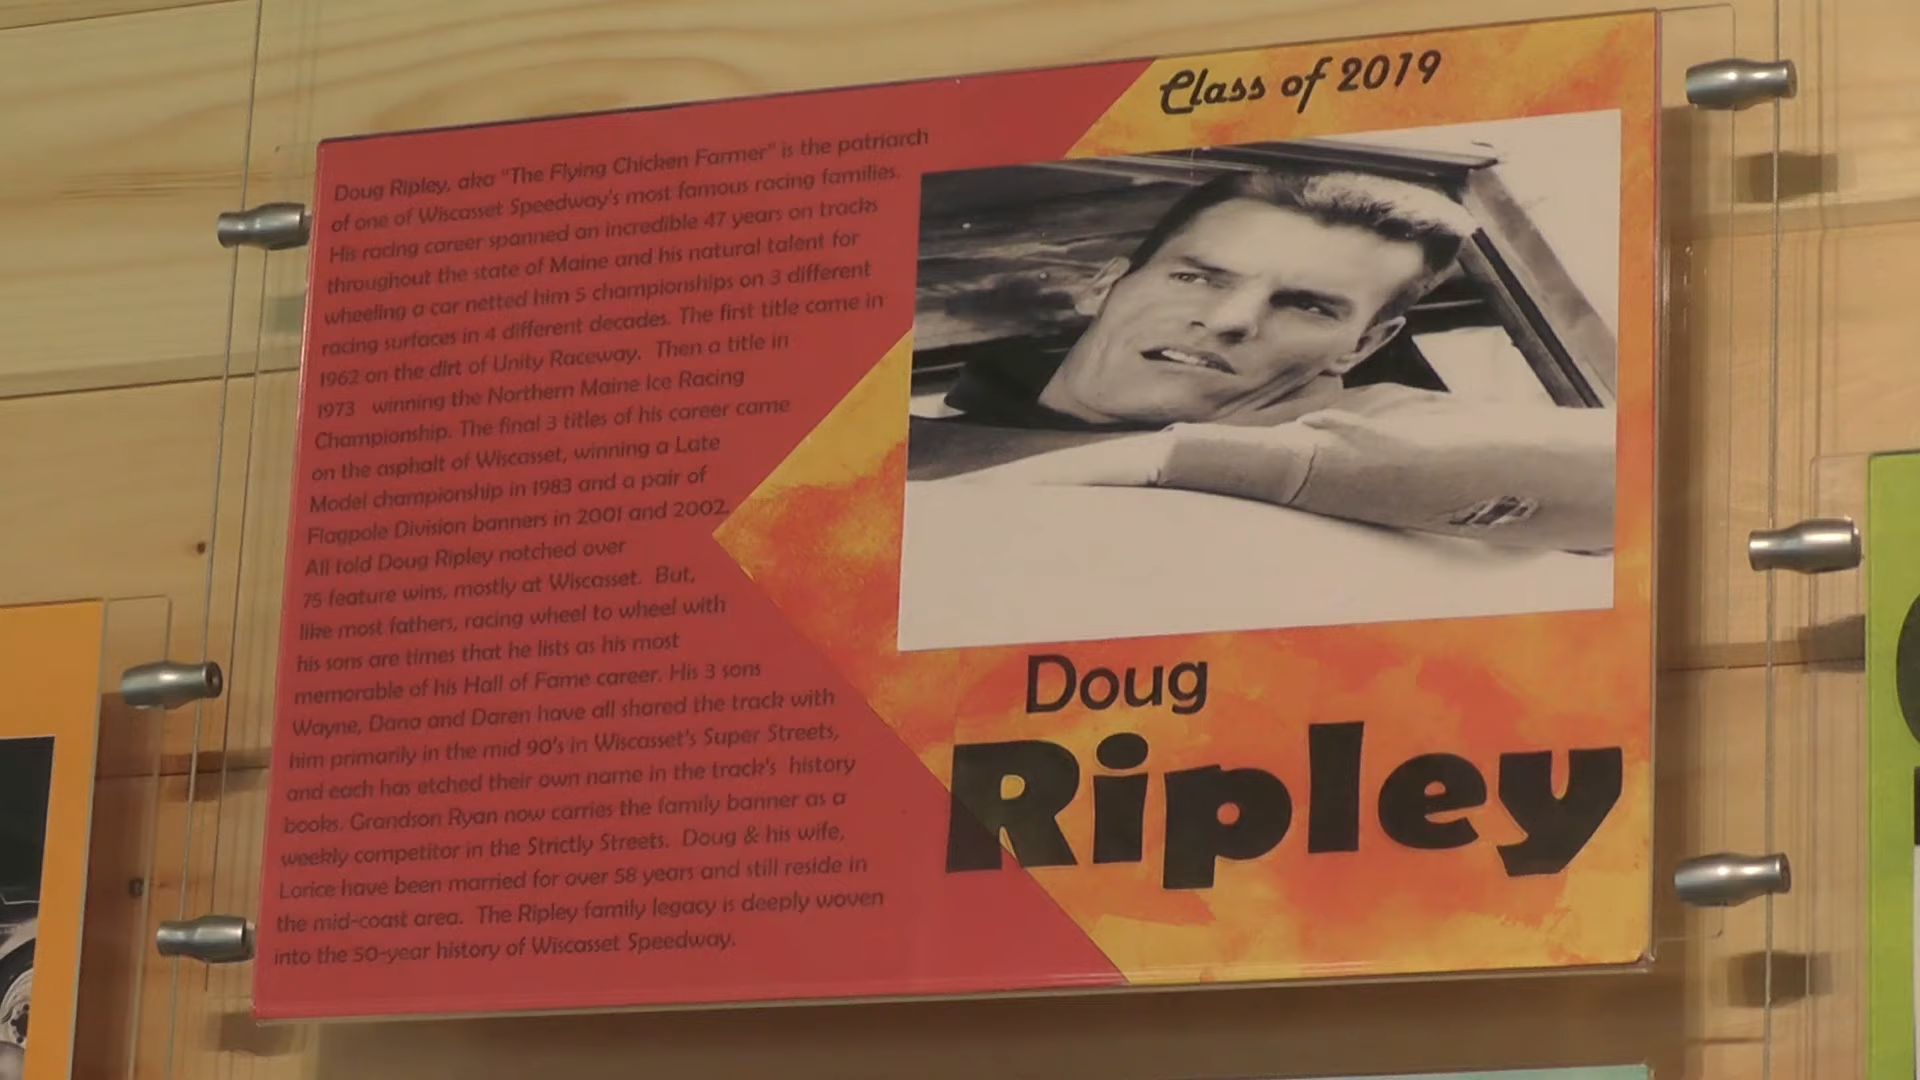 Class of 2019
Doug Ripley, aka "The Flying Chicken Farmer" is the patriarch
of one of Wiscasset Speedway's most famous racing families.
His racing career spanned an incredible 47 years on tracks
throughout the state of Maine and his natural talent for
wheeling a car netted him 5 championships on 3 different
racing surfaces in 4 different decades. The first title came in
1962 on the dirt of Unity Raceway. Then a title in
1973 winning the Northern Maine Ice Racing
Championship. The final 3 titles of his career came
on the asphalt of Wiscasset, winning a Late
Model championship in 1983 and a pair of
Flagpole Division banners in 2001 and 2002.
All told Doug Ripley notched over
75 feature wins, mostly at Wiscasset. But,
like most fathers, racing wheel to wheel with
his sons are times that he lists as his most
memorable of his Hall of Fame career. His 3 sons
Wayne, Dana and Daren have all shared the track with
him primarily in the mid 90's in Wiscasset's Super Streets,
and each has etched their own name in the track's history
books. Grandson Ryan now carries the family banner as a
weekly competitor in the Strictly Streets. Doug & his wife,
Lorice have been married for over 58 years and still reside in
the mid-coast area. The Ripley family legacy is deeply woven
into the 50-year history of Wiscasset Speedway.
Doug
Ripley